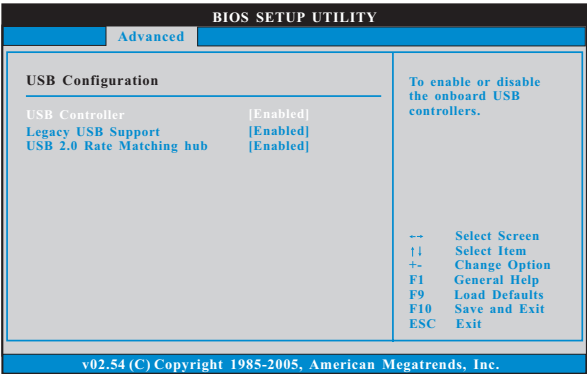 BIOS SETUP UTILITY
Advanced
USB Configuration
USB Controller [Enabled]
Legacy USB Support [Enabled]
USB 2.0 Rate Matching hub [Enabled]
To enable or disable
the onboard USB
controllers.
←→ Select Screen
↑↓ Select Item
+- Change Option
F1 General Help
F9 Load Defaults
F10 Save and Exit
ESC Exit
v02.54 (C) Copyright 1985-2005, American Megatrends, Inc.